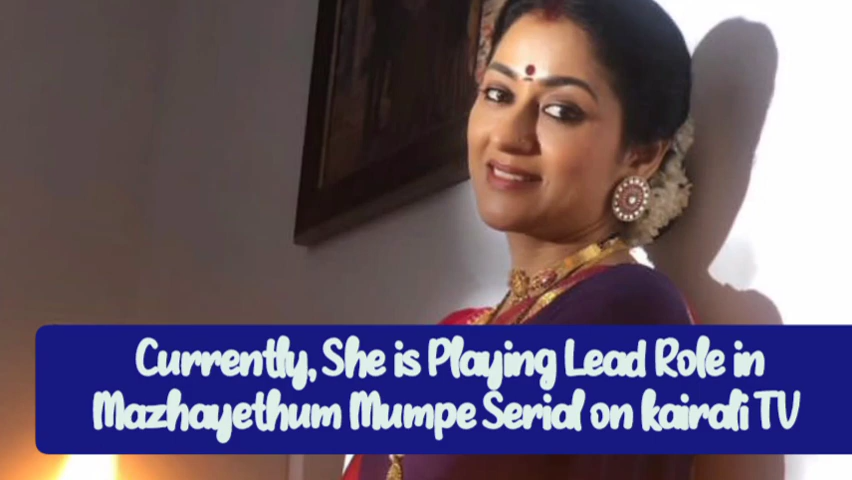 Currently, She is Playing Lead Role in
Mazhayethum Mumpe Serial on kairali TV